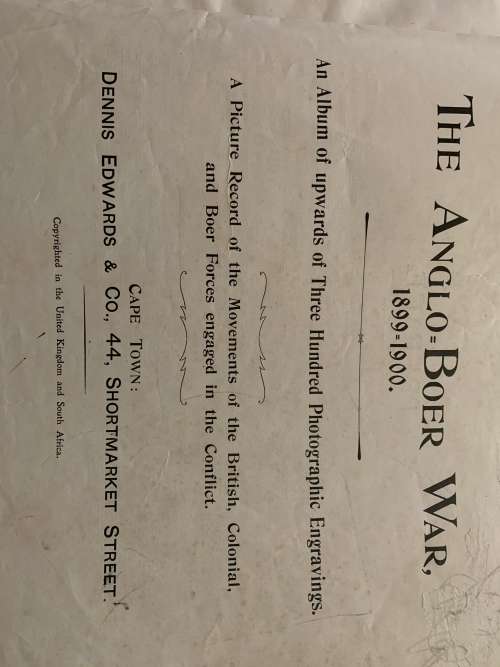 THE ANGLO=BOER WAR,
1899=1900.
An Album of upwards of Three Hundred Photographic Engravings.
A Picture Record of the Movements of the British, Colonial,
and Boer Forces engaged in the Conflict.
CAPE TOWN:
DENNIS EDWARDS & CO., 44, SHORTMARKET STREET.
Copyrighted in the United Kingdom and South Africa.